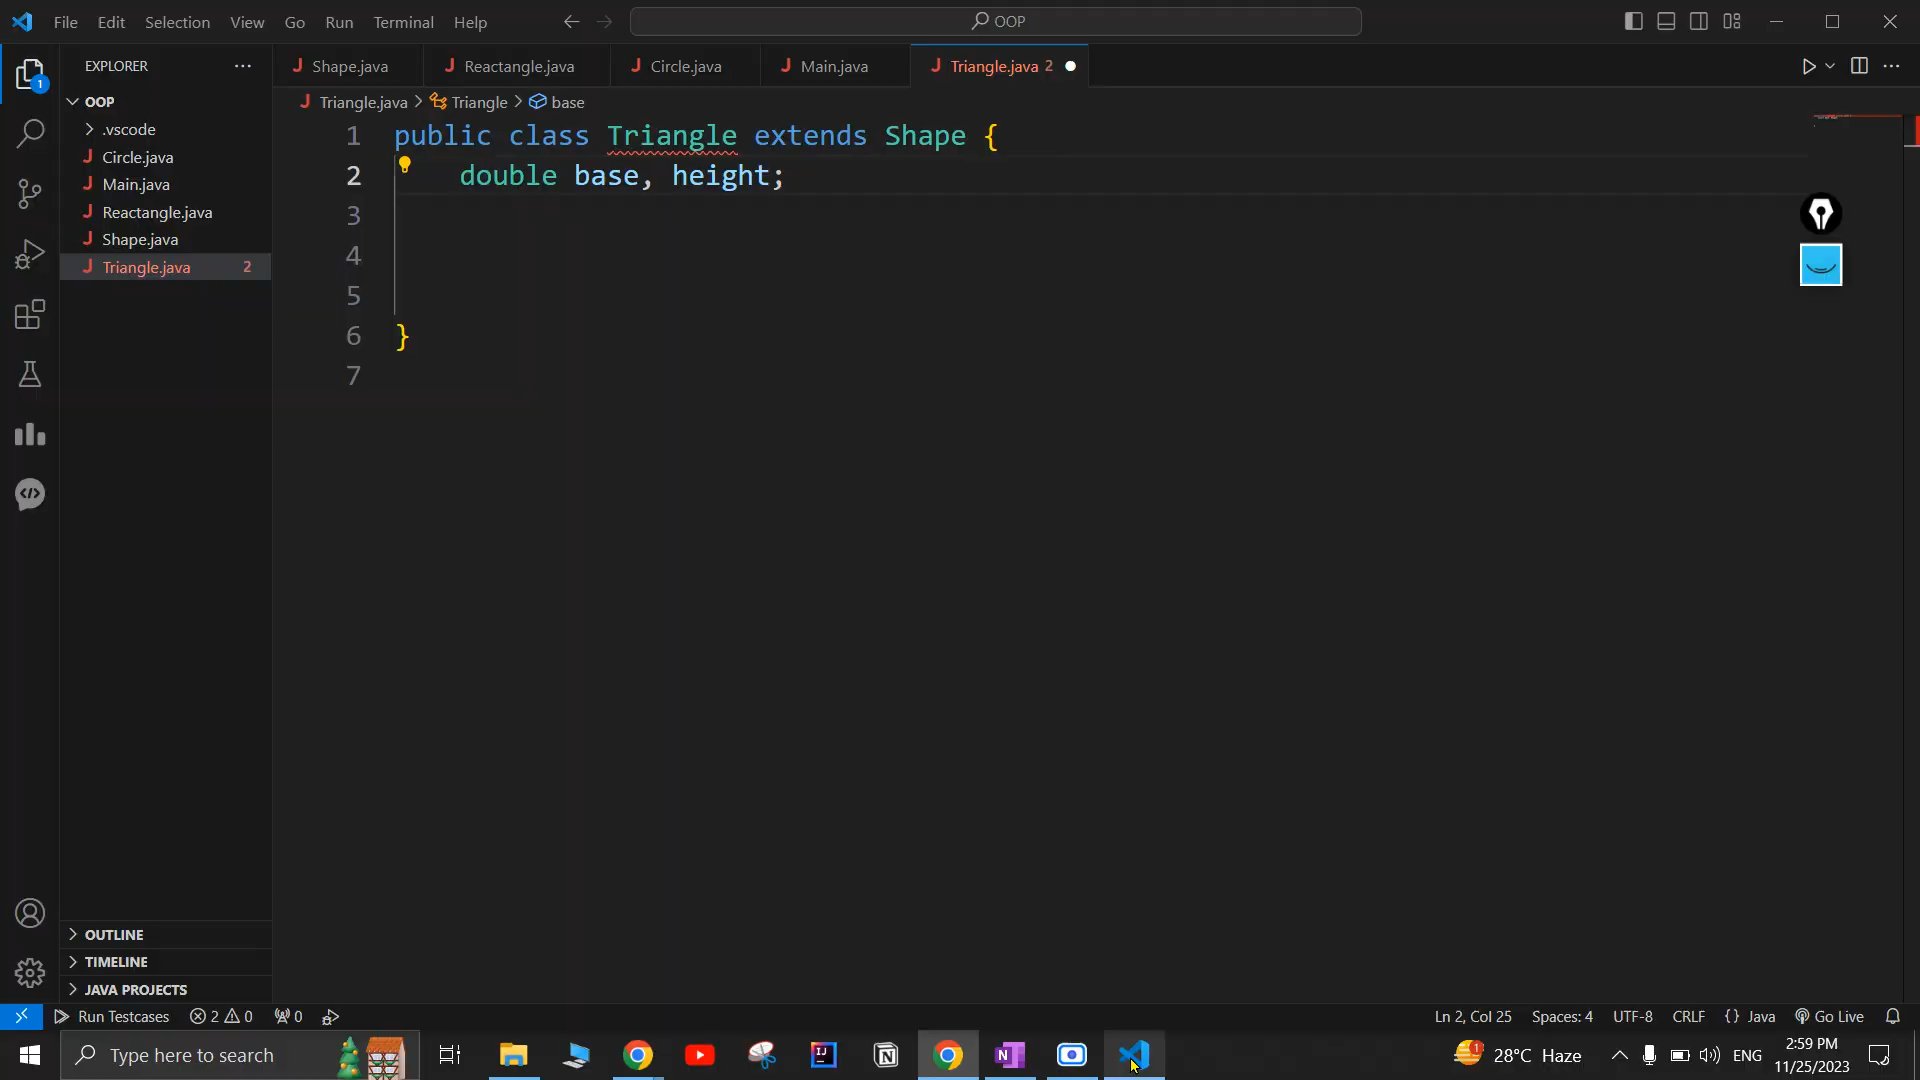 File Edit Selection View Go Run Terminal Help
OOP
EXPLORER
Shape.java
Reactangle.java
Circle.java
Main.java
Triangle.java 2
OOP
.vscode
Circle.java
Main.java
Reactangle.java
Shape.java
Triangle.java 2
Triangle.java > Triangle > base
1 public class Triangle extends Shape {
2 double base, height;
3
4
5
6 }
7
1
OUTLINE
TIMELINE
JAVA PROJECTS
Run Testcases 2 0 0
Ln 2, Col 25 Spaces: 4 UTF-8 CRLF {} Java Go Live
Type here to search
1 28°C Haze ENG
2:59 PM
11/25/2023